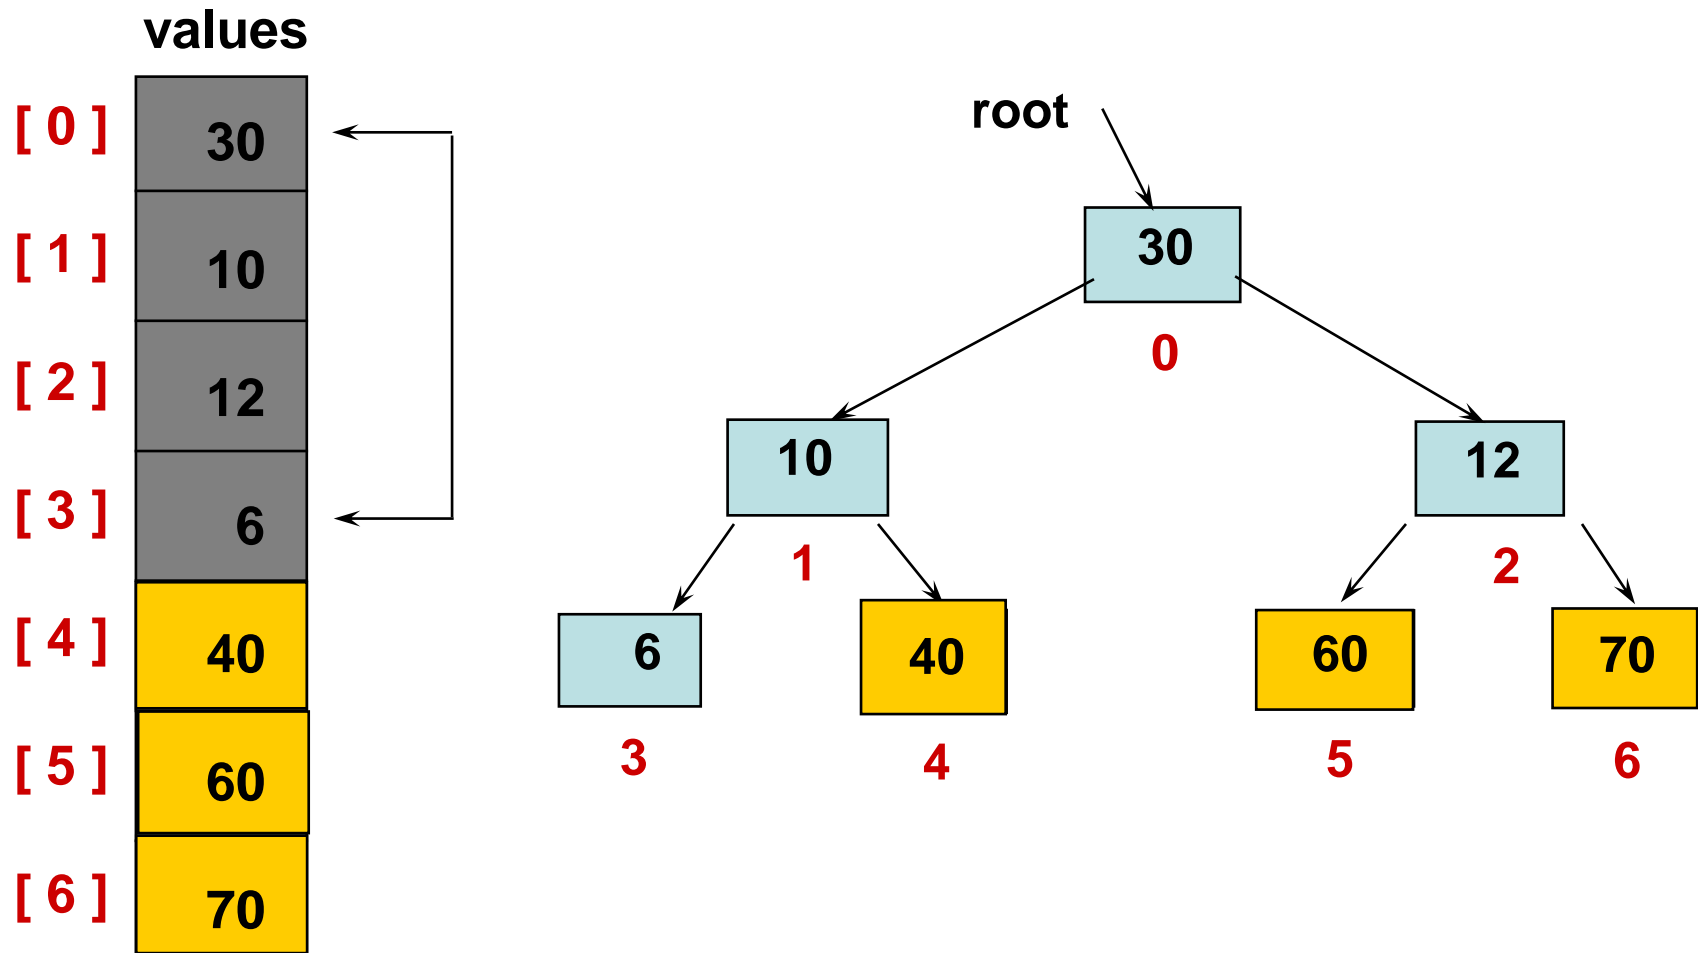 values
[ 0 ] 30
[ 1 ] 10
[ 2 ] 12
[ 3 ] 6
[ 4 ] 40
[ 5 ] 60
[ 6 ] 70
root
30
0
10 12
1 2
6 40 60 70
3 4 5 6